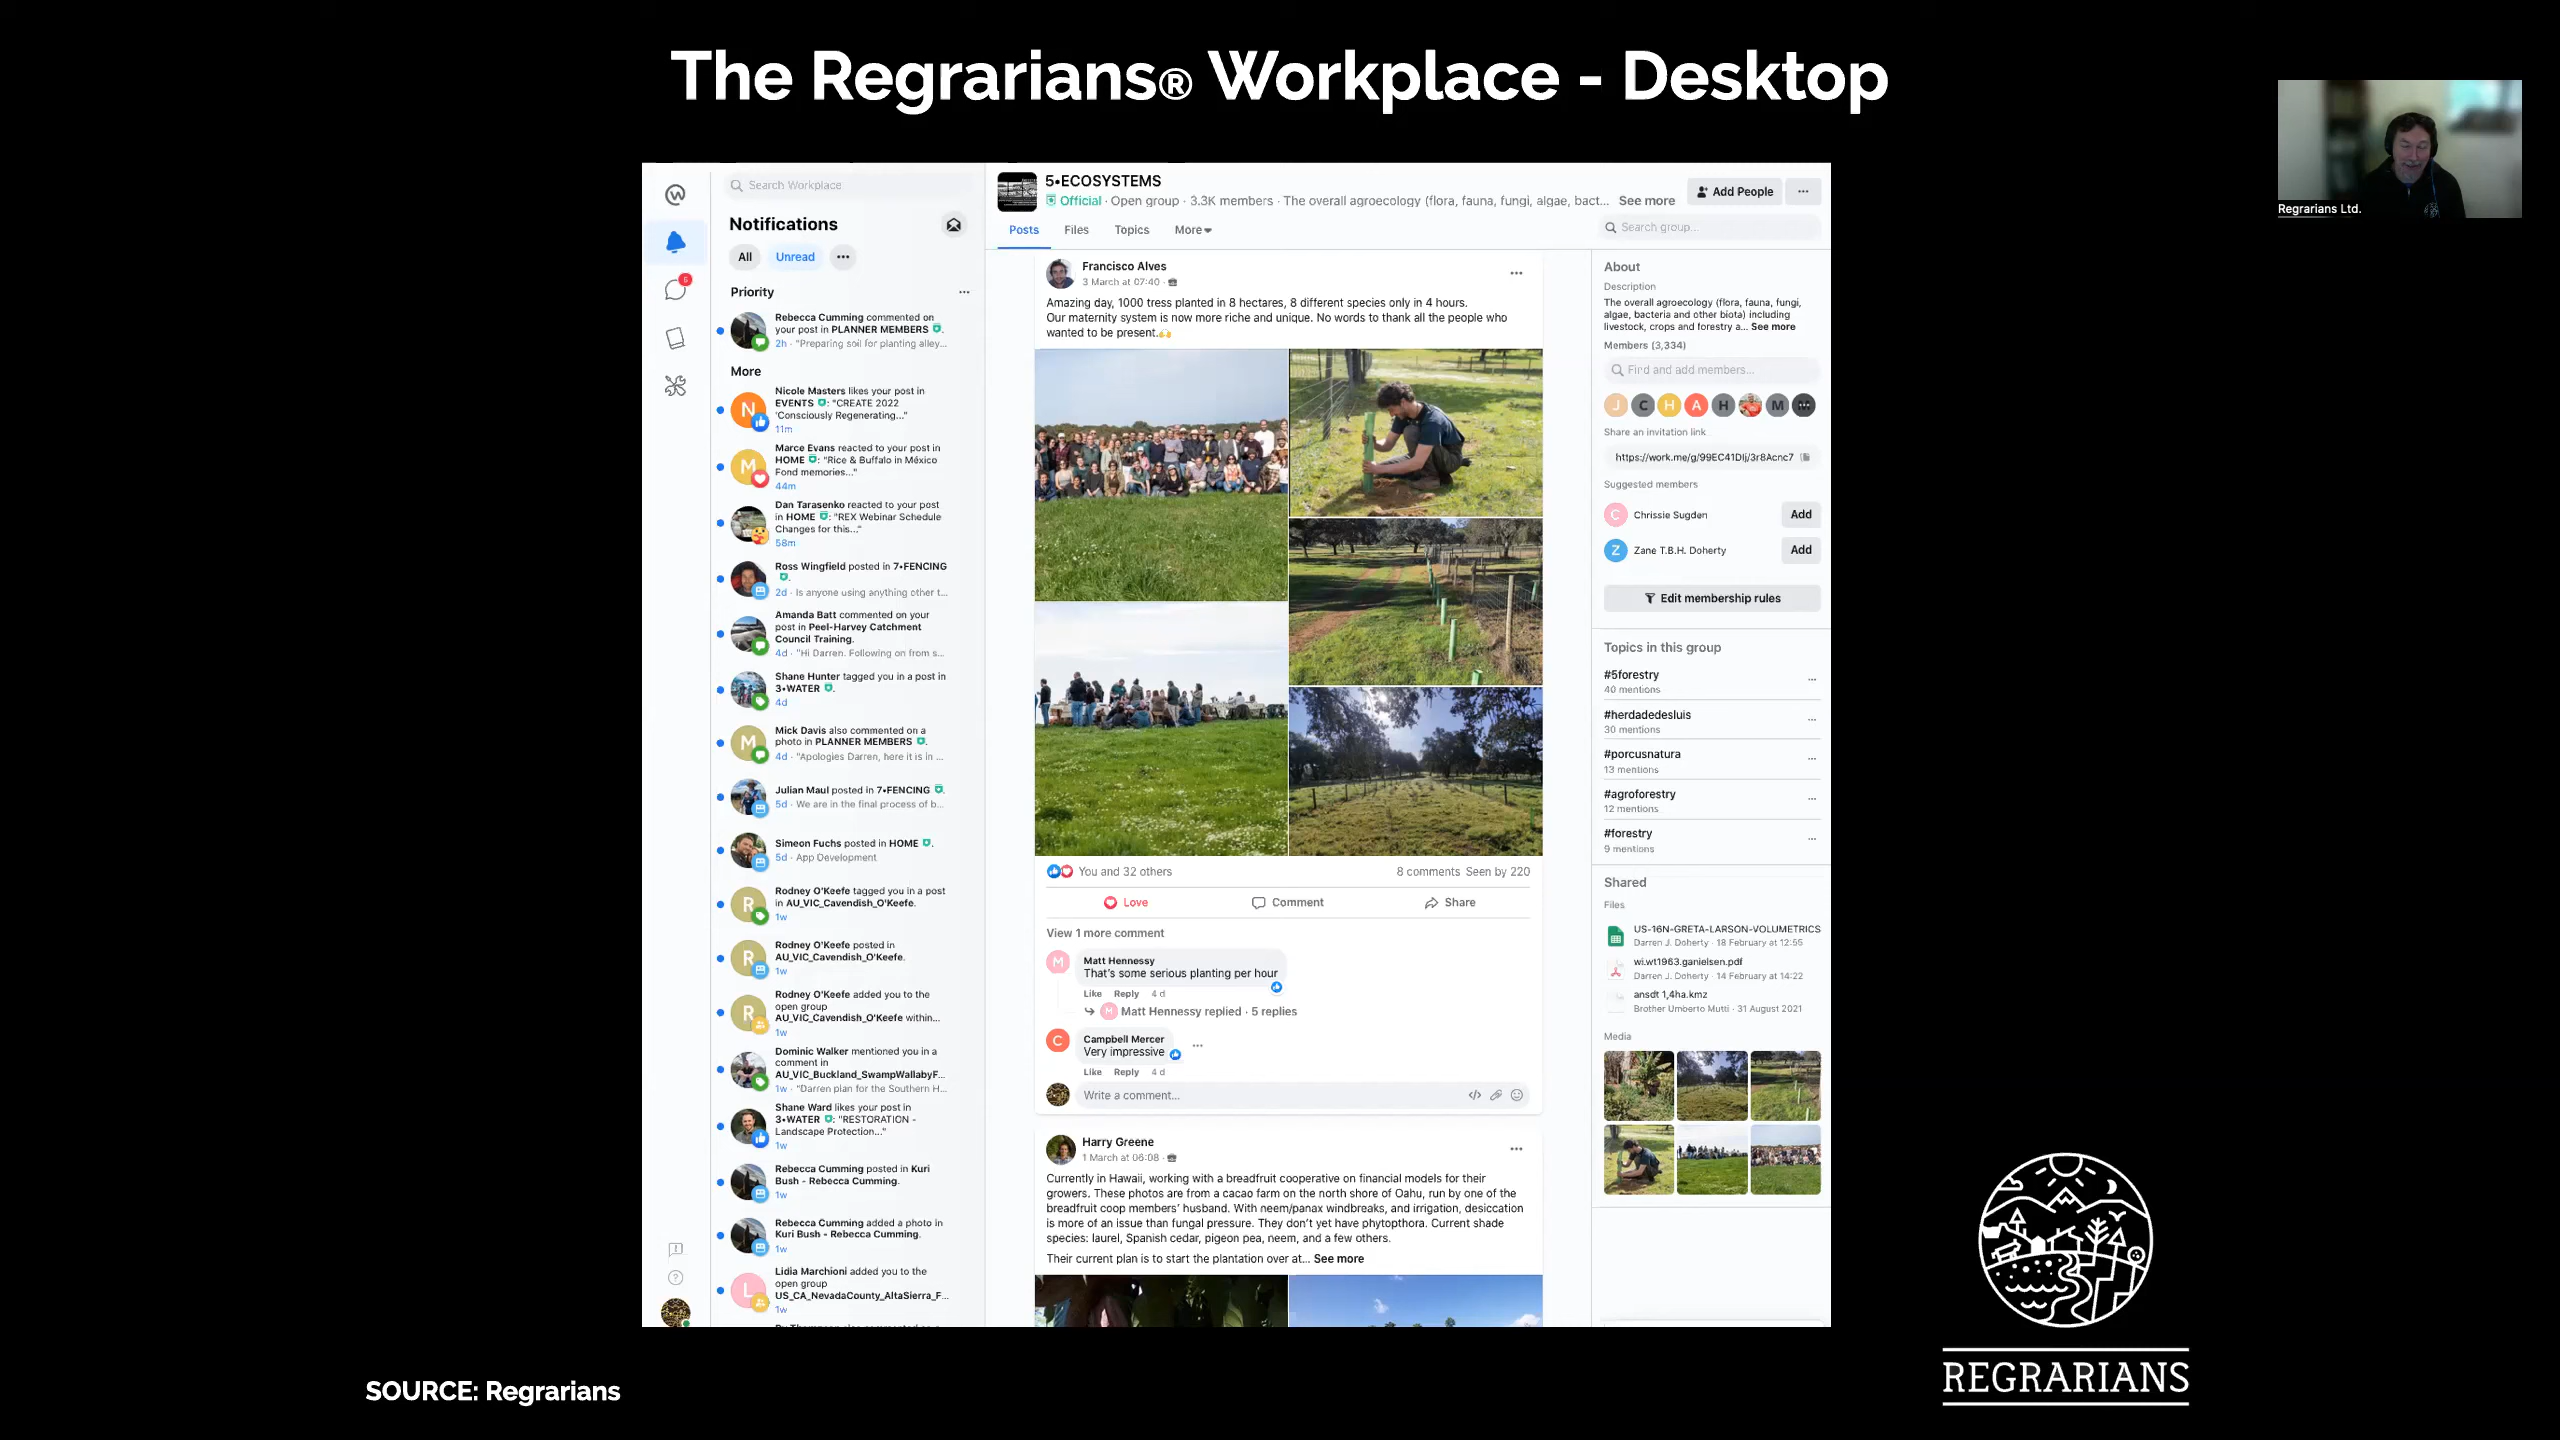 The Regrarians® Workplace - Desktop
Regrarians Ltd.
Search Workplace
Notifications
All
Unread
Priority
Rebecca Cumming commented on
your post in PLANNER MEMBERS
2h · "Preparing soil for planting alley...
More
Nicole Masters likes your post in
EVENTS : "CREATE 2022
'Consciously Regenerating..."
11m
Marce Evans reacted to your post in
HOME : "Rice & Buffalo in México
Fond memories..."
44m
Dan Tarasenko reacted to your post
in HOME : "REX Webinar Schedule
Changes for this..."
58m
Ross Wingfield posted in 7•FENCING
.
2d · Is anyone using anything other t...
Amanda Batt commented on your
post in Peel-Harvey Catchment
Council Training.
4d · "Hi Darren. Following on from s...
Shane Hunter tagged you in a post in
3•WATER .
4d
Mick Davis also commented on a
photo in PLANNER MEMBERS .
4d · "Apologies Darren, here it is in ...
Julian Maul posted in 7•FENCING .
5d · We are in the final process of b...
Simeon Fuchs posted in HOME .
5d · App Development
Rodney O'Keefe tagged you in a post
in AU_VIC_Cavendish_O'Keefe.
1w
Rodney O'Keefe posted in
AU_VIC_Cavendish_O'Keefe.
1w
Rodney O'Keefe added you to the
open group
AU_VIC_Cavendish_O'Keefe within...
1w
Dominic Walker mentioned you in a
comment in
AU_VIC_Buckland_SwampWallabyF...
1w · "Darren plan for the Southern H...
Shane Ward likes your post in
3•WATER : "RESTORATION -
Landscape Protection..."
1w
Rebecca Cumming posted in Kuri
Bush - Rebecca Cumming.
1w
Rebecca Cumming added a photo in
Kuri Bush - Rebecca Cumming.
1w
Lidia Marchioni added you to the
open group
US_CA_NevadaCounty_AltaSierra_F...
1w
5•ECOSYSTEMS
Official · Open group · 3.3K members · The overall agroecology (flora, fauna, fungi, algae, bact... See more
Add People
Posts
Files
Topics
More
Search group...
Francisco Alves
3 March at 07:40 ·
Amazing day, 1000 tress planted in 8 hectares, 8 different species only in 4 hours.
Our maternity system is now more riche and unique. No words to thank all the people who
wanted to be present.🙌
You and 32 others
8 comments Seen by 220
Love
Comment
Share
View 1 more comment
Matt Hennessy
That's some serious planting per hour
Like Reply 4 d
Matt Hennessy replied · 5 replies
Campbell Mercer
Very impressive
Like Reply 4 d
Write a comment...
Harry Greene
1 March at 06:08 ·
Currently in Hawaii, working with a breadfruit cooperative on financial models for their
growers. These photos are from a cacao farm on the north shore of Oahu, run by one of the
breadfruit coop members' husband. With neem/panax windbreaks, and irrigation, desiccation
is more of an issue than fungal pressure. They don't yet have phytopthora. Current shade
species: laurel, Spanish cedar, pigeon pea, neem, and a few others.
Their current plan is to start the plantation over at... See more
About
Description
The overall agroecology (flora, fauna, fungi,
algae, bacteria and other biota) including
livestock, crops and forestry a... See more
Members (3,334)
Find and add members...
J C H A H M
Share an invitation link
https://work.me/g/99EC41Dlj/3r8Acnc7
Suggested members
Chrissie Sugden
Add
Zane T.B.H. Doherty
Add
Edit membership rules
Topics in this group
#5forestry
40 mentions
#herdadedesluis
30 mentions
#porcusnatura
13 mentions
#agroforestry
12 mentions
#forestry
9 mentions
Shared
Files
US-16N-GRETA-LARSON-VOLUMETRICS
Darren J. Doherty · 18 February at 12:55
wi.wt1963.ganielsen.pdf
Darren J. Doherty · 14 February at 14:22
ansdt 1,4ha.kmz
Brother Umberto Mutti · 31 August 2021
Media
SOURCE: Regrarians
REGRARIANS